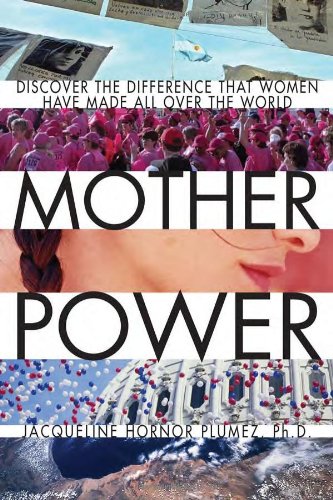 DISCOVER THE DIFFERENCE THAT WOMEN
HAVE MADE ALL OVER THE WORLD
MOTHER
POWER
JACQUELINE HORNOR PLUMEZ, Ph.D.